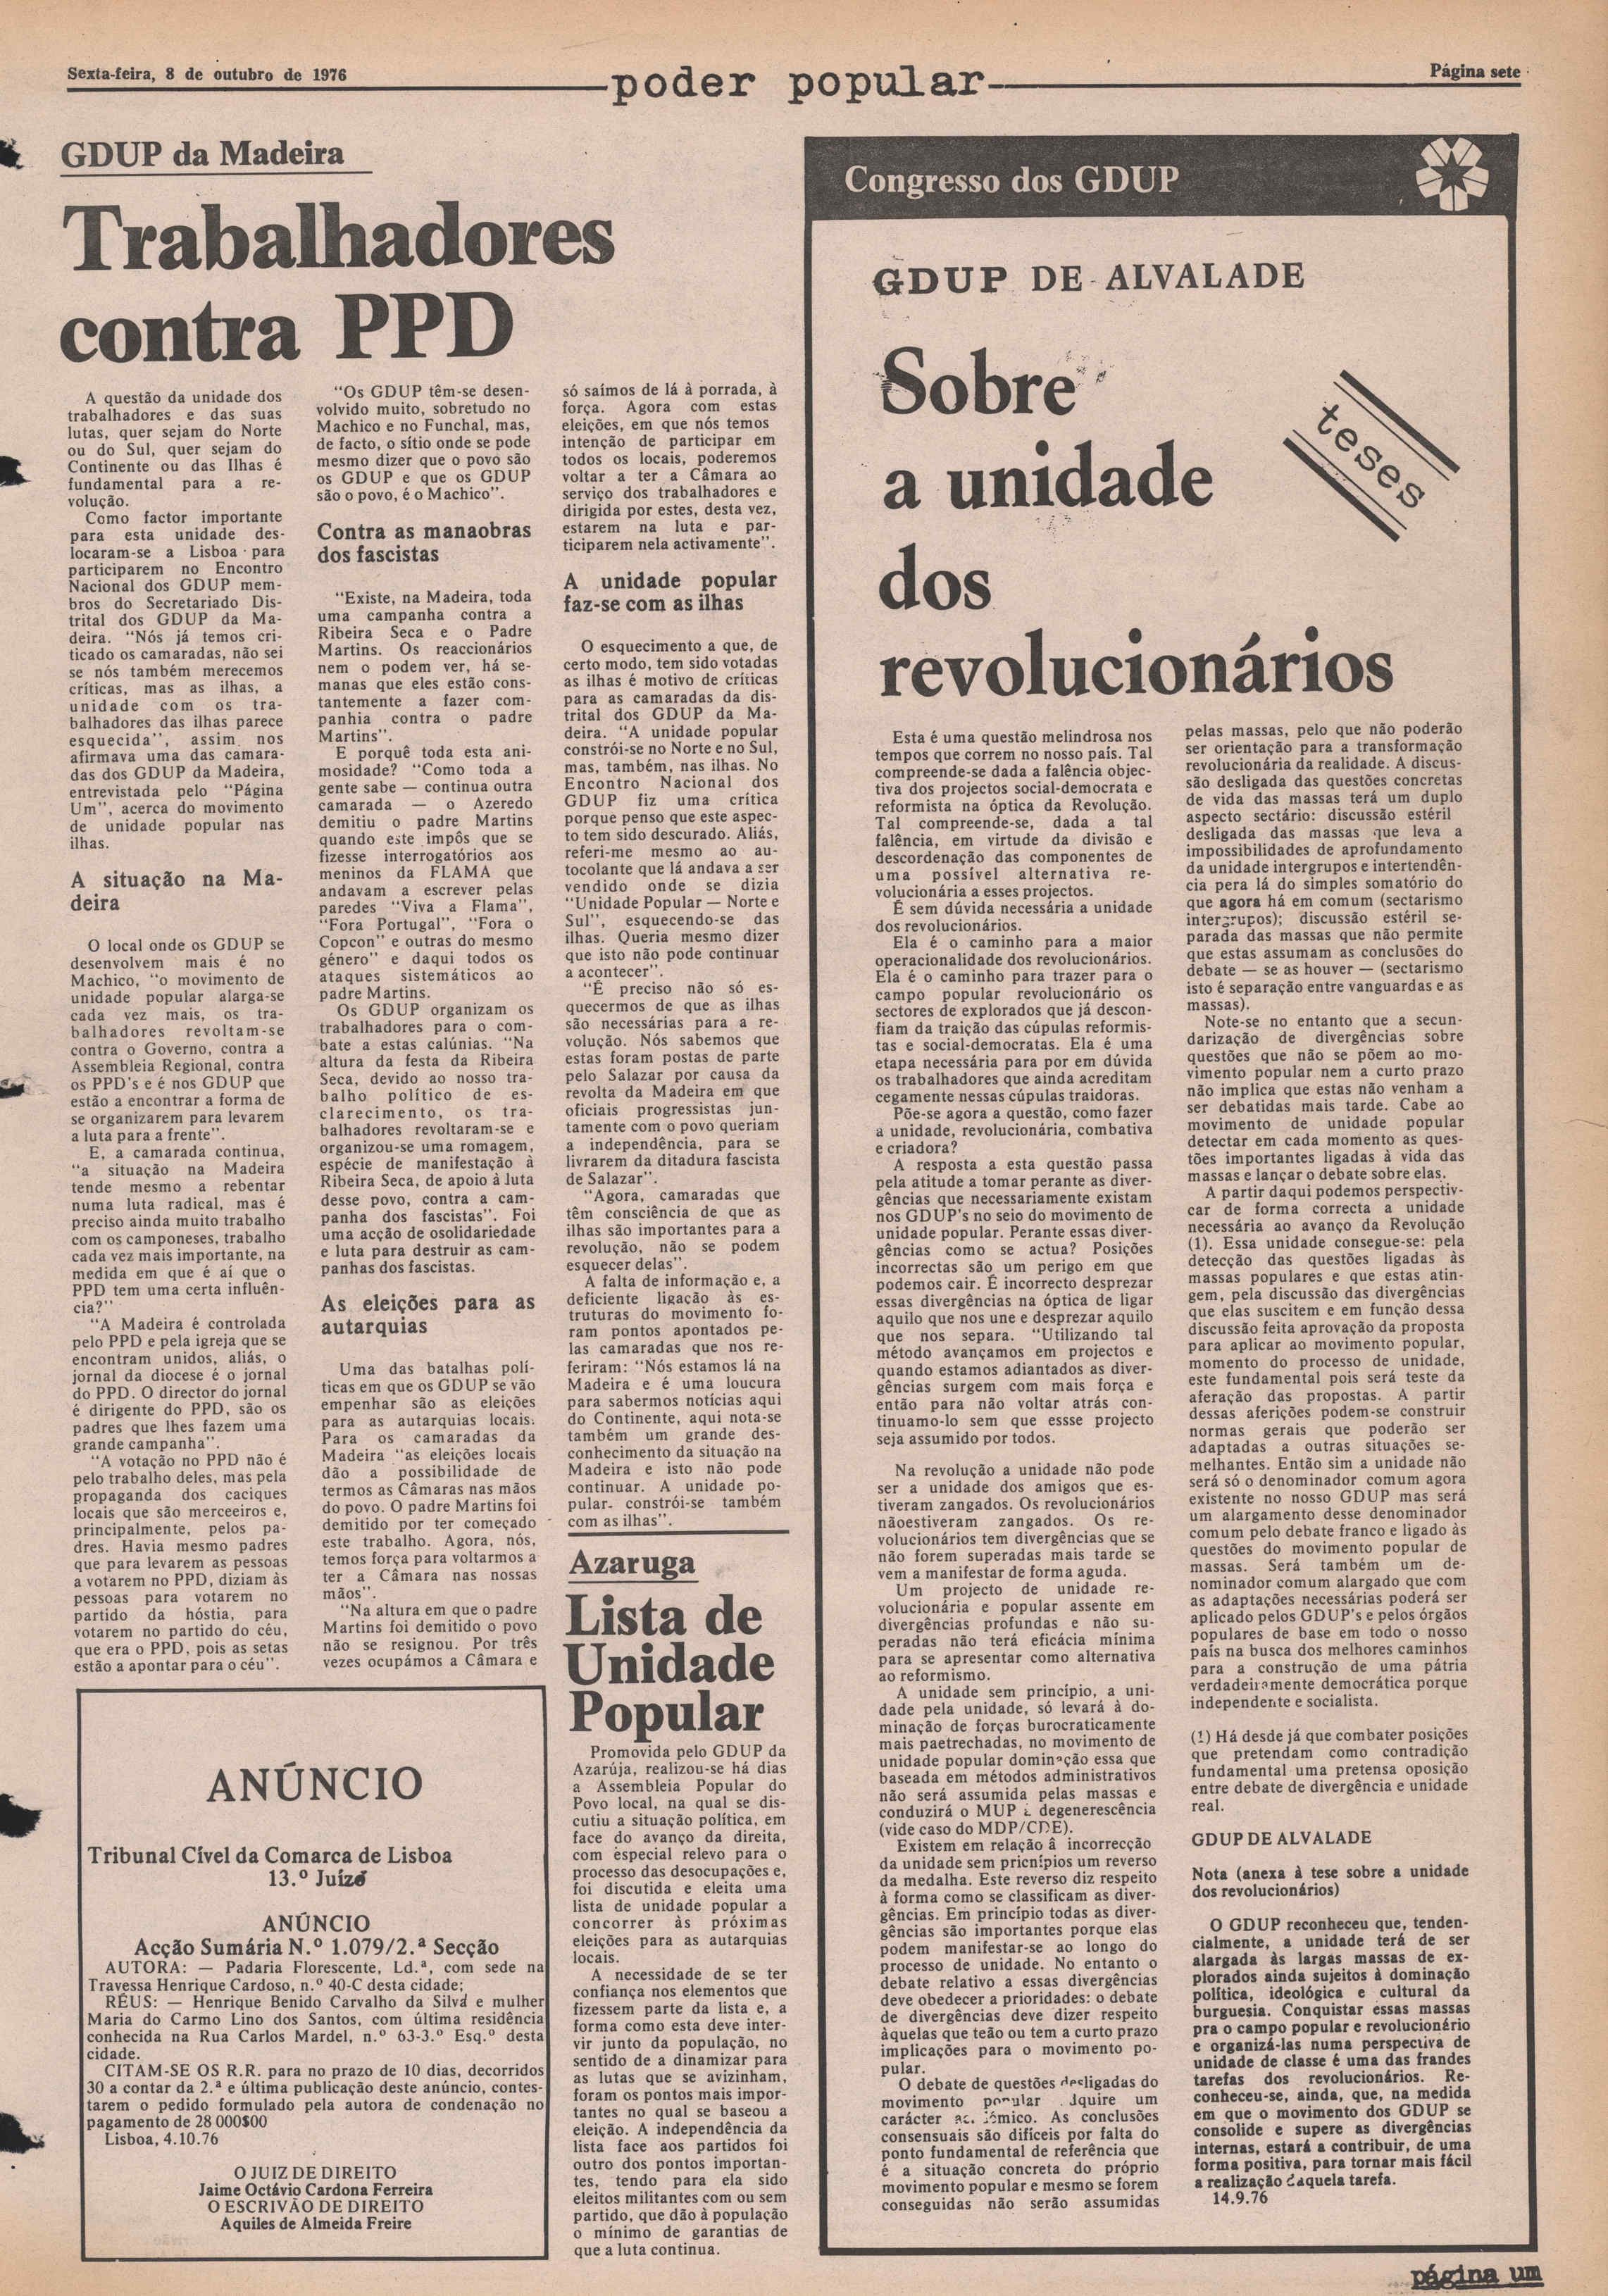 Sexta-feira, 8 de outubro de 1976
poder popular
Página sete
GDUP da Madeira
Trabalhadores
contra PPD
A questão da unidade dos
trabalhadores e das suas
lutas, quer sejam do Norte
ou do Sul, quer sejam do
Continente ou das Ilhas é
fundamental para a re-
volução.
Como factor importante
para esta unidade des-
locaram-se a Lisboa para
participarem no Encontro
Nacional dos GDUP mem-
bros do Secretariado Dis-
trital dos GDUP da Ma-
deira. "Nós já temos cri-
ticado os camaradas, não sei
se nós também merecemos
críticas, mas as ilhas, a
unidade com os tra-
balhadores das ilhas parece
esquecida", assim nos
afirmava uma das camara-
das dos GDUP da Madeira,
entrevistada pelo "Página
Um", acerca do movimento
de unidade popular nas
ilhas.
A situação na Ma-
deira
O local onde os GDUP se
desenvolvem mais é no
Machico, "o movimento de
unidade popular alarga-se
cada vez mais, os tra-
balhadores revoltam-se
contra o Governo, contra a
Assembleia Regional, contra
os PPD's e é nos GDUP que
estão a encontrar a forma de
se organizarem para levarem
a luta para a frente".
E, a camarada continua,
"a situação na Madeira
tende mesmo a rebentar
numa luta radical, mas é
preciso ainda muito trabalho
com os camponeses, trabalho
cada vez mais importante, na
medida em que é aí que o
PPD tem uma certa influên-
cia?"
"A Madeira é controlada
pelo PPD e pela igreja que se
encontram unidos, aliás, o
jornal da diocese é o jornal
do PPD. O director do jornal
é dirigente do PPD, são os
padres que lhes fazem uma
grande campanha".
"A votação no PPD não é
pelo trabalho deles, mas pela
propaganda dos caciques
locais que são merceeiros e,
principalmente, pelos pa-
dres. Havia mesmo padres
que para levarem as pessoas
a votarem no PPD, diziam às
pessoas para votarem no
partido da hóstia, para
votarem no partido do céu,
que era o PPD, pois as setas
estão a apontar para o céu".
"Os GDUP têm-se desen-
volvido muito, sobretudo no
Machico e no Funchal, mas,
de facto, o sítio onde se pode
mesmo dizer que o povo são
os GDUP e que os GDUP
são o povo, é o Machico".
Contra as manaobras
dos fascistas
"Existe, na Madeira, toda
uma campanha contra a
Ribeira Seca e o Padre
Martins. Os reaccionários
nem o podem ver, há se-
manas que eles estão cons-
tantemente a fazer com-
panhia contra o padre
Martins".
E porquê toda esta ani-
mosidade? "Como toda a
gente sabe — continua outra
camarada — o Azeredo
demitiu o padre Martins
quando este impôs que se
fizesse interrogatórios aos
meninos da FLAMA que
andavam a escrever pelas
paredes "Viva a Flama",
"Fora Portugal", "Fora o
Copcon" e outras do mesmo
género" e daqui todos os
ataques sistemáticos ao
padre Martins.
Os GDUP organizam os
trabalhadores para o com-
bate a estas calúnias. "Na
altura da festa da Ribeira
Seca, devido ao nosso tra-
balho político de es-
clarecimento, os tra-
balhadores revoltaram-se e
organizou-se uma romagem,
espécie de manifestação à
Ribeira Seca, de apoio à luta
desse povo, contra a cam-
panha dos fascistas". Foi
uma acção de osolidariedade
e luta para destruir as cam-
panhas dos fascistas.
As eleições para as
autarquias
Uma das batalhas polí-
ticas em que os GDUP se vão
empenhar são as eleições
para as autarquias locais.
Para os camaradas da
Madeira "as eleições locais
dão a possibilidade de
termos as Câmaras nas mãos
do povo. O padre Martins foi
demitido por ter começado
este trabalho. Agora, nós,
temos força para voltarmos a
ter a Câmara nas nossas
mãos".
"Na altura em que o padre
Martins foi demitido o povo
não se resignou. Por três
vezes ocupámos a Câmara e
só saímos de lá à porrada, à
força. Agora com estas
eleições, em que nós temos
intenção de participar em
todos os locais, poderemos
voltar a ter a Câmara ao
serviço dos trabalhadores e
dirigida por estes, desta vez,
estarem na luta e par-
ticiparem nela activamente".
A unidade popular
faz-se com as ilhas
O esquecimento a que, de
certo modo, tem sido votadas
as ilhas é motivo de críticas
para as camaradas da dis-
trital dos GDUP da Ma-
deira. "A unidade popular
constrói-se no Norte e no Sul,
mas, também, nas ilhas. No
Encontro Nacional dos
GDUP fiz uma crítica
porque penso que este aspec-
to tem sido descurado. Aliás,
referi-me mesmo ao au-
tocolante que lá andava a ser
vendido onde se dizia
"Unidade Popular — Norte e
Sul", esquecendo-se das
ilhas. Queria mesmo dizer
que isto não pode continuar
a acontecer".
"É preciso não só es-
quecermos de que as ilhas
são necessárias para a re-
volução. Nós sabemos que
estas foram postas de parte
pelo Salazar por causa da
revolta da Madeira em que
oficiais progressistas jun-
tamente com o povo queriam
a independência, para se
livrarem da ditadura fascista
de Salazar".
"Agora, camaradas que
têm consciência de que as
ilhas são importantes para a
revolução, não se podem
esquecer delas".
A falta de informação e, a
deficiente ligação às es-
truturas do movimento fo-
ram pontos apontados pe-
las camaradas que nos re-
feriram: "Nós estamos lá na
Madeira e é uma loucura
para sabermos notícias aqui
do Continente, aqui nota-se
também um grande des-
conhecimento da situação na
Madeira e isto não pode
continuar. A unidade po-
pular- constrói-se também
com as ilhas".
Azaruga
Lista de
Unidade
Popular
Promovida pelo GDUP da
Azarúja, realizou-se há dias
a Assembleia Popular do
Povo local, na qual se dis-
cutiu a situação política, em
face do avanço da direita,
com especial relevo para o
processo das desocupações e,
foi discutida e eleita uma
lista de unidade popular a
concorrer às próximas
eleições para as autarquias
locais.
A necessidade de se ter
confiança nos elementos que
fizessem parte da lista e, a
forma como esta deve inter-
vir junto da população, no
sentido de a dinamizar para
as lutas que se avizinham,
foram os pontos mais impor-
tantes no qual se baseou a
eleição. A independência da
lista face aos partidos foi
outro dos pontos importan-
tes, tendo para ela sido
eleitos militantes com ou sem
partido, que dão à população
o mínimo de garantias de
que a luta continua.
ANÚNCIO
Tribunal Cível da Comarca de Lisboa
13.º Juízo
ANÚNCIO
Acção Sumária N.º 1.079/2.ª Secção
AUTORA: — Padaria Florescente, Ld.ª, com sede na
Travessa Henrique Cardoso, n.º 40-C desta cidade;
RÉUS: — Henrique Benido Carvalho da Silva e mulher
Maria do Carmo Lino dos Santos, com última residência
conhecida na Rua Carlos Mardel, n.º 63-3.º Esq.º desta
cidade.
CITAM-SE OS R.R. para no prazo de 10 dias, decorridos
30 a contar da 2.ª e última publicação deste anúncio, contes-
tarem o pedido formulado pela autora de condenação no
pagamento de 28 000$00
Lisboa, 4.10.76
O JUIZ DE DIREITO
Jaime Octávio Cardona Ferreira
O ESCRIVÃO DE DIREITO
Aquiles de Almeida Freire
Congresso dos GDUP
GDUP DE ALVALADE
Sobre
a unidade
dos
revolucionários
teses
Esta é uma questão melindrosa nos
tempos que correm no nosso país. Tal
compreende-se dada a falência objec-
tiva dos projectos social-democrata e
reformista na óptica da Revolução.
Tal compreende-se, dada a tal
falência, em virtude da divisão e
descordenação das componentes de
uma possível alternativa re-
volucionária a esses projectos.
É sem dúvida necessária a unidade
dos revolucionários.
Ela é o caminho para a maior
operacionalidade dos revolucionários.
Ela é o caminho para trazer para o
campo popular revolucionário os
sectores de explorados que já descon-
fiam da traição das cúpulas reformis-
tas e social-democratas. Ela é uma
etapa necessária para por em dúvida
os trabalhadores que ainda acreditam
cegamente nessas cúpulas traidoras.
Põe-se agora a questão, como fazer
a unidade, revolucionária, combativa
e criadora?
A resposta a esta questão passa
pela atitude a tomar perante as diver-
gências que necessariamente existam
nos GDUP's no seio do movimento de
unidade popular. Perante essas diver-
gências como se actua? Posições
incorrectas são um perigo em que
podemos cair. É incorrecto desprezar
essas divergências na óptica de ligar
aquilo que nos une e desprezar aquilo
que nos separa. "Utilizando tal
método avançamos em projectos e
quando estamos adiantados as diver-
gências surgem com mais força e
então para não voltar atrás con-
tinuamo-lo sem que essse projecto
seja assumido por todos.
Na revolução a unidade não pode
ser a unidade dos amigos que es-
tiveram zangados. Os revolucionários
nãoestiveram zangados. Os re-
volucionários tem divergências que se
não forem superadas mais tarde se
vem a manifestar de forma aguda.
Um projecto de unidade re-
volucionária e popular assente em
divergências profundas e não su-
peradas não terá eficácia mínima
para se apresentar como alternativa
ao reformismo.
A unidade sem princípio, a uni-
dade pela unidade, só levará à do-
minação de forças burocraticamente
mais paetrechadas, no movimento de
unidade popular dominação essa que
baseada em métodos administrativos
não será assumida pelas massas e
conduzirá o MUP à degenerescência
(vide caso do MDP/CDE).
Existem em relação â incorrecção
da unidade sem pricnípios um reverso
da medalha. Este reverso diz respeito
à forma como se classificam as diver-
gências. Em princípio todas as diver-
gências são importantes porque elas
podem manifestar-se ao longo do
processo de unidade. No entanto o
debate relativo a essas divergências
deve obedecer a prioridades: o debate
de divergências deve dizer respeito
àquelas que teão ou tem a curto prazo
implicações para o movimento po-
pular.
O debate de questões desligadas do
movimento popular um
carácter. As conclusões
consensuais são difíceis por falta do
ponto fundamental de referência que
é a situação concreta do próprio
movimento popular e mesmo se forem
conseguidas não serão assumidas
pelas massas, pelo que não poderão
ser orientação para a transformação
revolucionária da realidade. A discus-
são desligada das questões concretas
de vida das massas terá um duplo
aspecto sectário: discussão estéril
desligada das massas que leva a
impossibilidades de aprofundamento
da unidade intergrupos e intertendên-
cia pera lá do simples somatório do
que agora há em comum (sectarismo
intergrupos); discussão estéril se-
parada das massas que não permite
que estas assumam as conclusões do
debate — se as houver — (sectarismo
isto é separação entre vanguardas e as
massas).
Note-se no entanto que a secun-
darização de divergências sobre
questões que não se põem ao mo-
vimento popular nem a curto prazo
não implica que estas não venham a
ser debatidas mais tarde. Cabe ao
movimento de unidade popular
detectar em cada momento as ques-
tões importantes ligadas à vida das
massas e lançar o debate sobre elas.
A partir daqui podemos perspectiv-
car de forma correcta a unidade
necessária ao avanço da Revolução
(1). Essa unidade consegue-se: pela
detecção das questões ligadas às
massas populares e que estas atin-
gem, pela discussão das divergências
que elas suscitem e em função dessa
discussão feita aprovação da proposta
para aplicar ao movimento popular,
momento do processo de unidade,
este fundamental pois será teste da
aferação das propostas. A partir
dessas aferições podem-se construir
normas gerais que poderão ser
adaptadas a outras situações se-
melhantes. Então sim a unidade não
será só o denominador comum agora
existente no nosso GDUP mas será
um alargamento desse denominador
comum pelo debate franco e ligado às
questões do movimento popular de
massas. Será também um de-
nominador comum alargado que com
as adaptações necessárias poderá ser
aplicado pelos GDUP's e pelos órgãos
populares de base em todo o nosso
país na busca dos melhores caminhos
para a construção de uma pátria
verdadeiramente democrática porque
independente e socialista.
(1) Há desde já que combater posições
que pretendam como contradição
fundamental uma pretensa oposição
entre debate de divergência e unidade
real.
GDUP DE ALVALADE
Nota (anexa à tese sobre a unidade
dos revolucionários)
O GDUP reconheceu que, tenden-
cialmente, a unidade terá de ser
alargada às largas massas de ex-
plorados ainda sujeitos à dominação
política, ideológica e cultural da
burguesia. Conquistar essas massas
pra o campo popular e revolucionário
e organizá-las numa perspectiva de
unidade de classe é uma das frandes
tarefas dos revolucionários. Re-
conheceu-se, ainda, que, na medida
em que o movimento dos GDUP se
consolide e supere as divergências
internas, estará a contribuir, de uma
forma positiva, para tornar mais fácil
a realização daquela tarefa.
14.9.76
página um